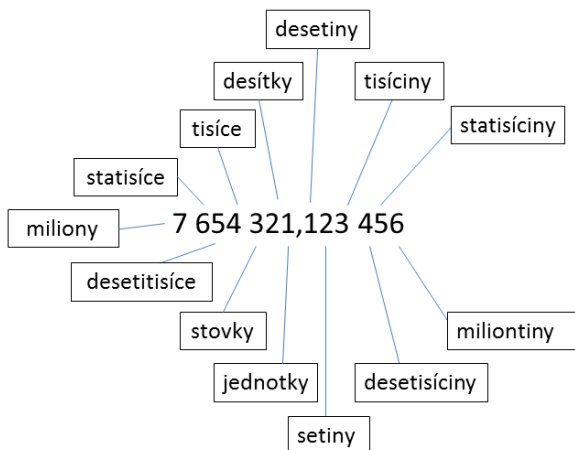 desetiny
desítky
tisíciny
tisíce
statisíciny
statisíce
miliony
7 654 321,123 456
desetitisíce
stovky
miliontiny
jednotky
desetisíciny
setiny